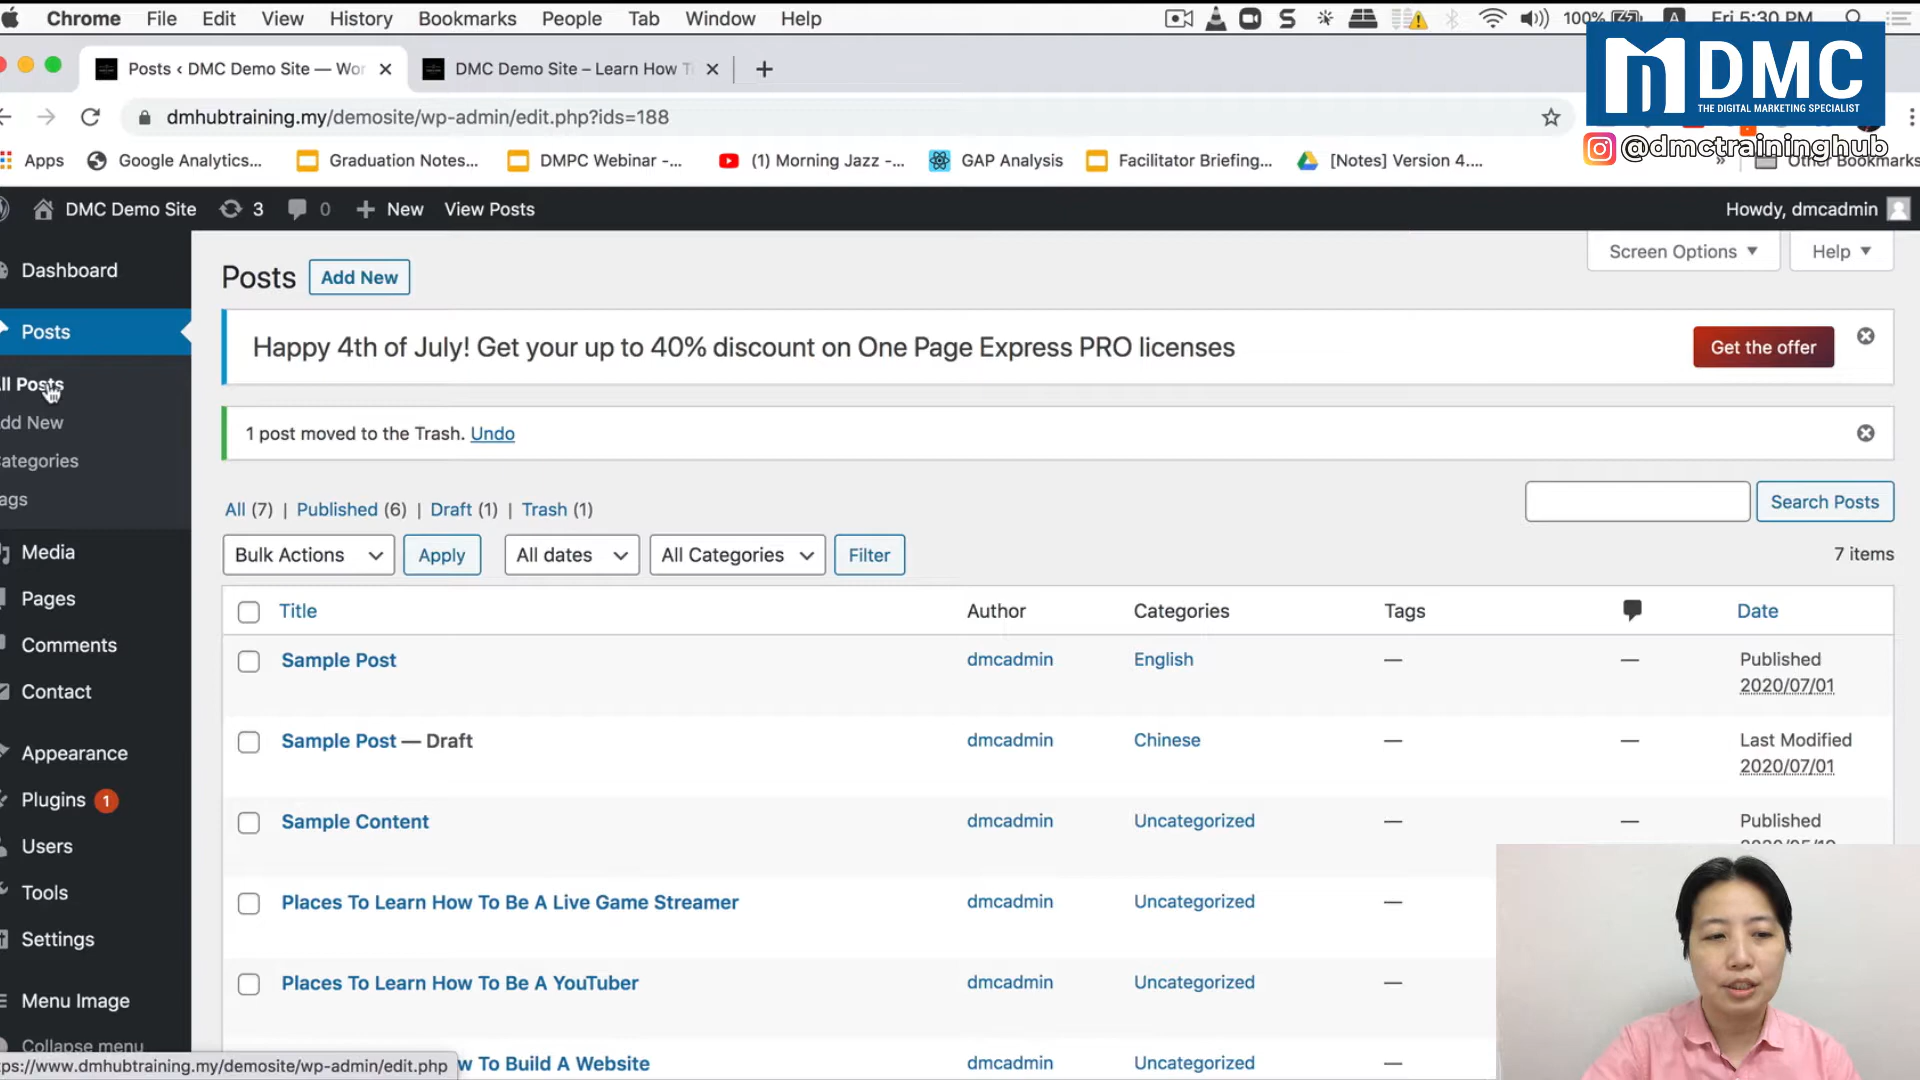 Chrome File Edit View History Bookmarks People Tab Window Help 100% Fri 5:30 PM
Posts ‹ DMC Demo Site — Wor
DMC Demo Site – Learn How T
DMC
THE DIGITAL MARKETING SPECIALIST
dmhubtraining.my/demosite/wp-admin/edit.php?ids=188
Apps Google Analytics... Graduation Notes... DMPC Webinar -... (1) Morning Jazz -... GAP Analysis Facilitator Briefing... [Notes] Version 4.... » Other Bookmarks
@dmctraininghub
DMC Demo Site 3 0 + New View Posts Howdy, dmcadmin
Screen Options Help
Dashboard
Posts
ll Posts
dd New
ategories
ags
Media
Pages
Comments
Contact
Appearance
Plugins 1
Users
Tools
Settings
Menu Image
Collapse menu
Posts Add New
Happy 4th of July! Get your up to 40% discount on One Page Express PRO licenses Get the offer
1 post moved to the Trash. Undo
All (7) | Published (6) | Draft (1) | Trash (1) Search Posts
Bulk Actions Apply All dates All Categories Filter 7 items
Title Author Categories Tags Date
Sample Post dmcadmin English — — Published
2020/07/01
Sample Post — Draft dmcadmin Chinese — — Last Modified
2020/07/01
Sample Content dmcadmin Uncategorized — — Published
Places To Learn How To Be A Live Game Streamer dmcadmin Uncategorized —
Places To Learn How To Be A YouTuber dmcadmin Uncategorized —
w To Build A Website dmcadmin Uncategorized —
ps://www.dmhubtraining.my/demosite/wp-admin/edit.php